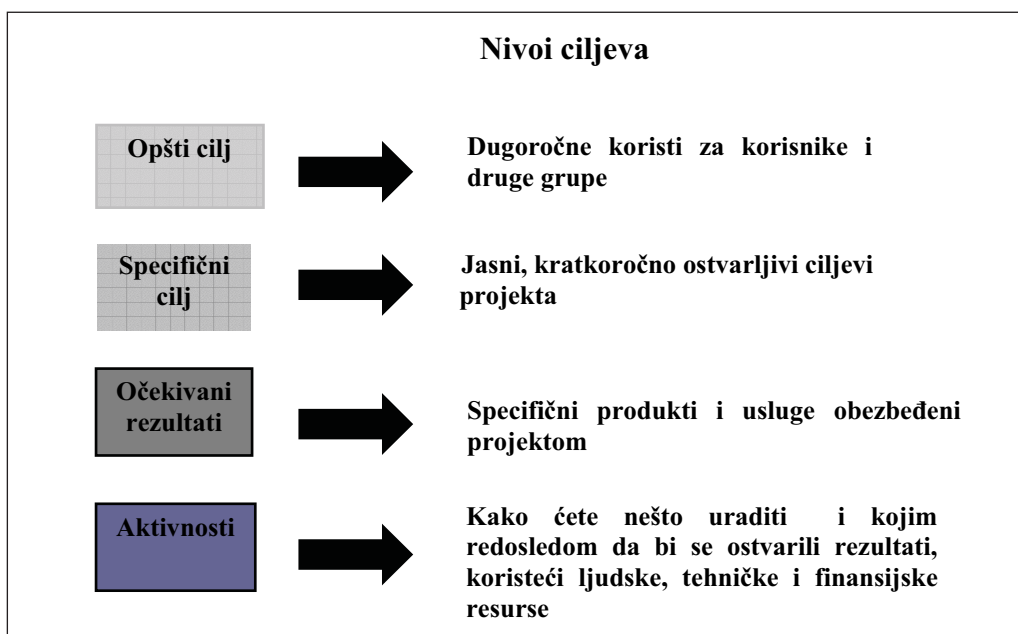 Nivoi ciljeva
Opšti cilj
Dugoročne koristi za korisnike i
druge grupe
Specifični
cilj
Jasni, kratkoročno ostvarljivi ciljevi
projekta
Očekivani
rezultati
Specifični produkti i usluge obezbeđeni
projektom
Aktivnosti
Kako ćete nešto uraditi i kojim
redosledom da bi se ostvarili rezultati,
koristeći ljudske, tehničke i finansijske
resurse